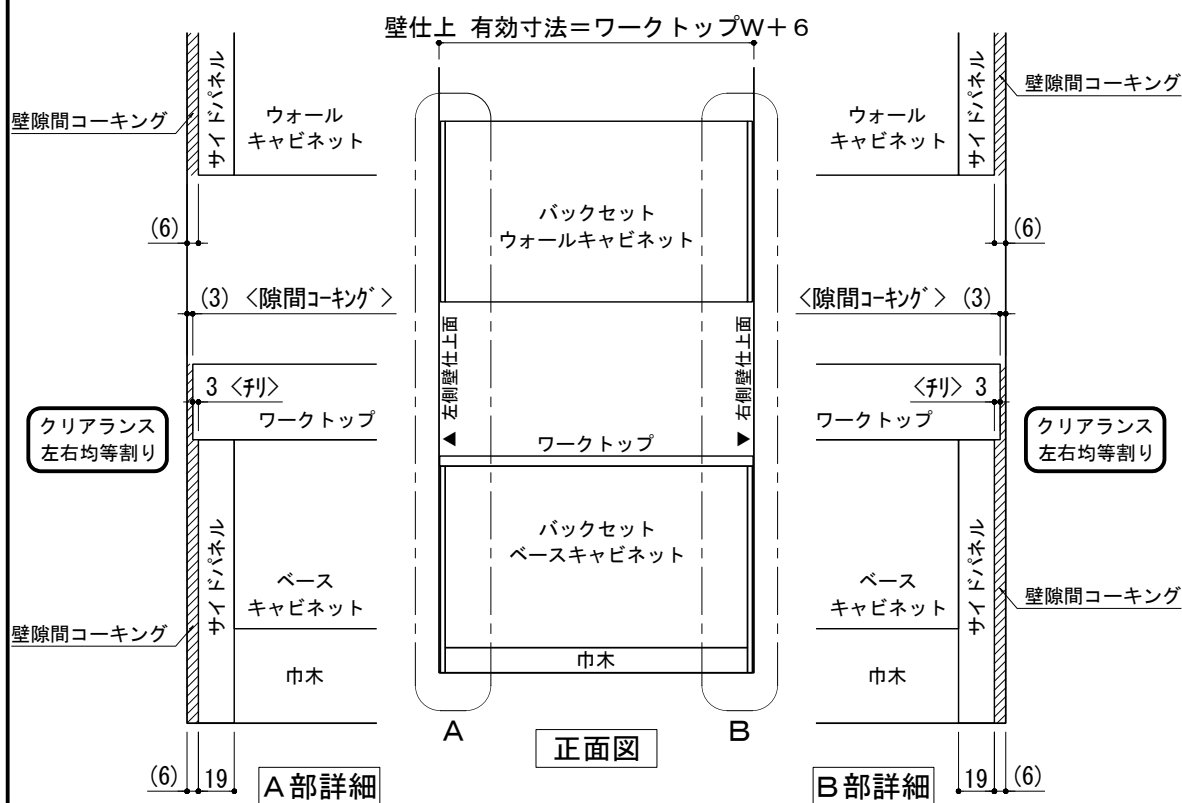 壁仕上 有効寸法＝ワークトップW＋６
壁隙間コーキング
サイドパネル
ウォール
キャビネット
(6)
(3) 〈隙間ｺｰｷﾝｸﾞ〉
3 〈ﾁﾘ〉
ワークトップ
クリアランス
左右均等割り
サイドパネル
ベース
キャビネット
壁隙間コーキング
巾木
(6)
19
A部詳細
バックセット
ウォールキャビネット
左側壁仕上面
右側壁仕上面
ワークトップ
バックセット
ベースキャビネット
巾木
A
B
正面図
ウォール
キャビネット
サイドパネル
壁隙間コーキング
(6)
〈隙間ｺｰｷﾝｸﾞ〉 (3)
〈ﾁﾘ〉 3
ワークトップ
クリアランス
左右均等割り
サイドパネル
ベース
キャビネット
壁隙間コーキング
巾木
19
(6)
B部詳細